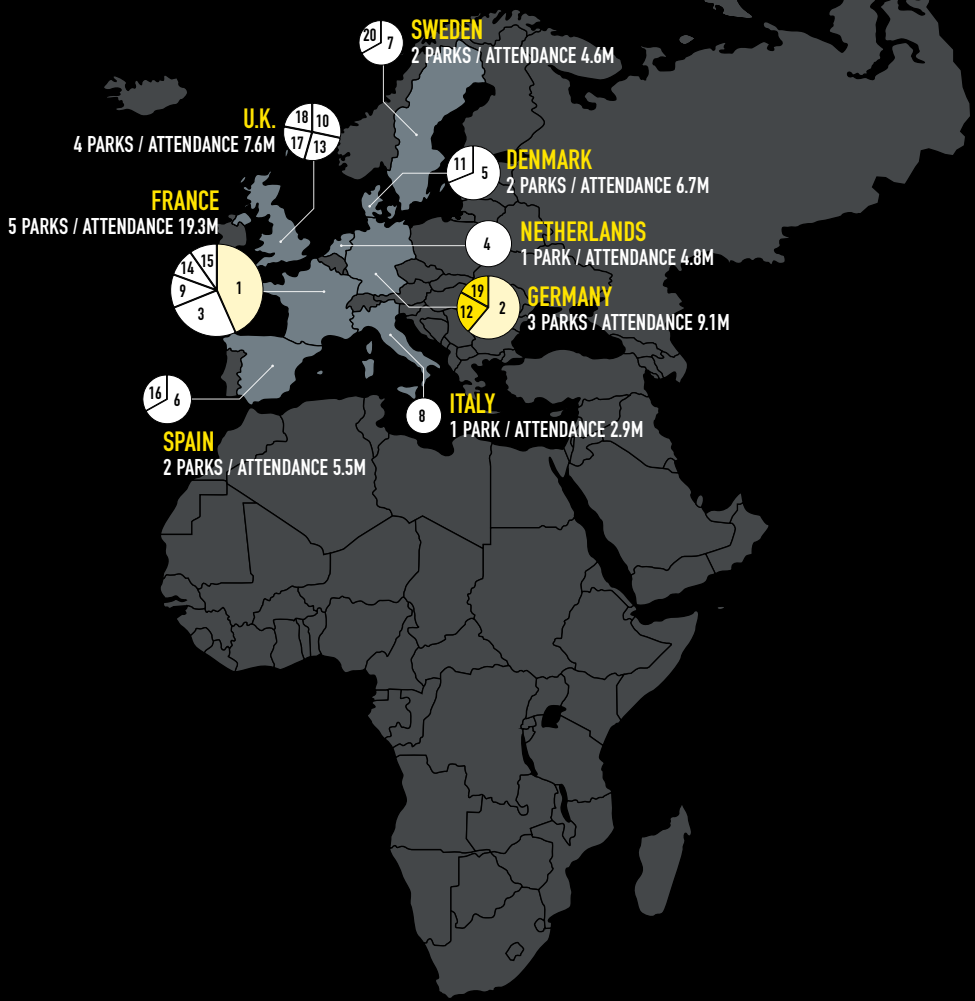 20 7
SWEDEN
2 PARKS / ATTENDANCE 4.6M
18 10
17 13
U.K.
4 PARKS / ATTENDANCE 7.6M
11 5
DENMARK
2 PARKS / ATTENDANCE 6.7M
FRANCE
5 PARKS / ATTENDANCE 19.3M
15
14
9
3
1
4
NETHERLANDS
1 PARK / ATTENDANCE 4.8M
19
12
2
GERMANY
3 PARKS / ATTENDANCE 9.1M
16 6
SPAIN
2 PARKS / ATTENDANCE 5.5M
8
ITALY
1 PARK / ATTENDANCE 2.9M